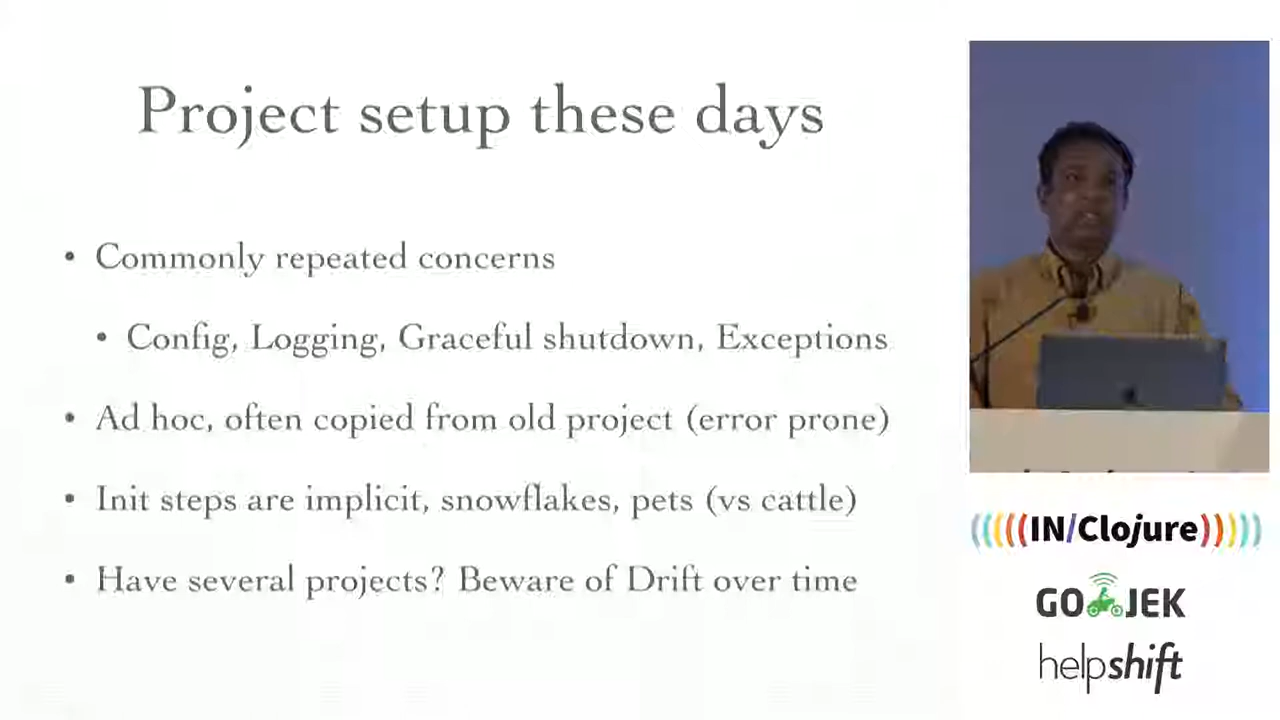 Project setup these days
• Commonly repeated concerns
• Config, Logging, Graceful shutdown, Exceptions
• Ad hoc, often copied from old project (error prone)
• Init steps are implicit, snowflakes, pets (vs cattle)
• Have several projects? Beware of Drift over time
(((((IN/Clojure)))))
GO JEK
helpshift